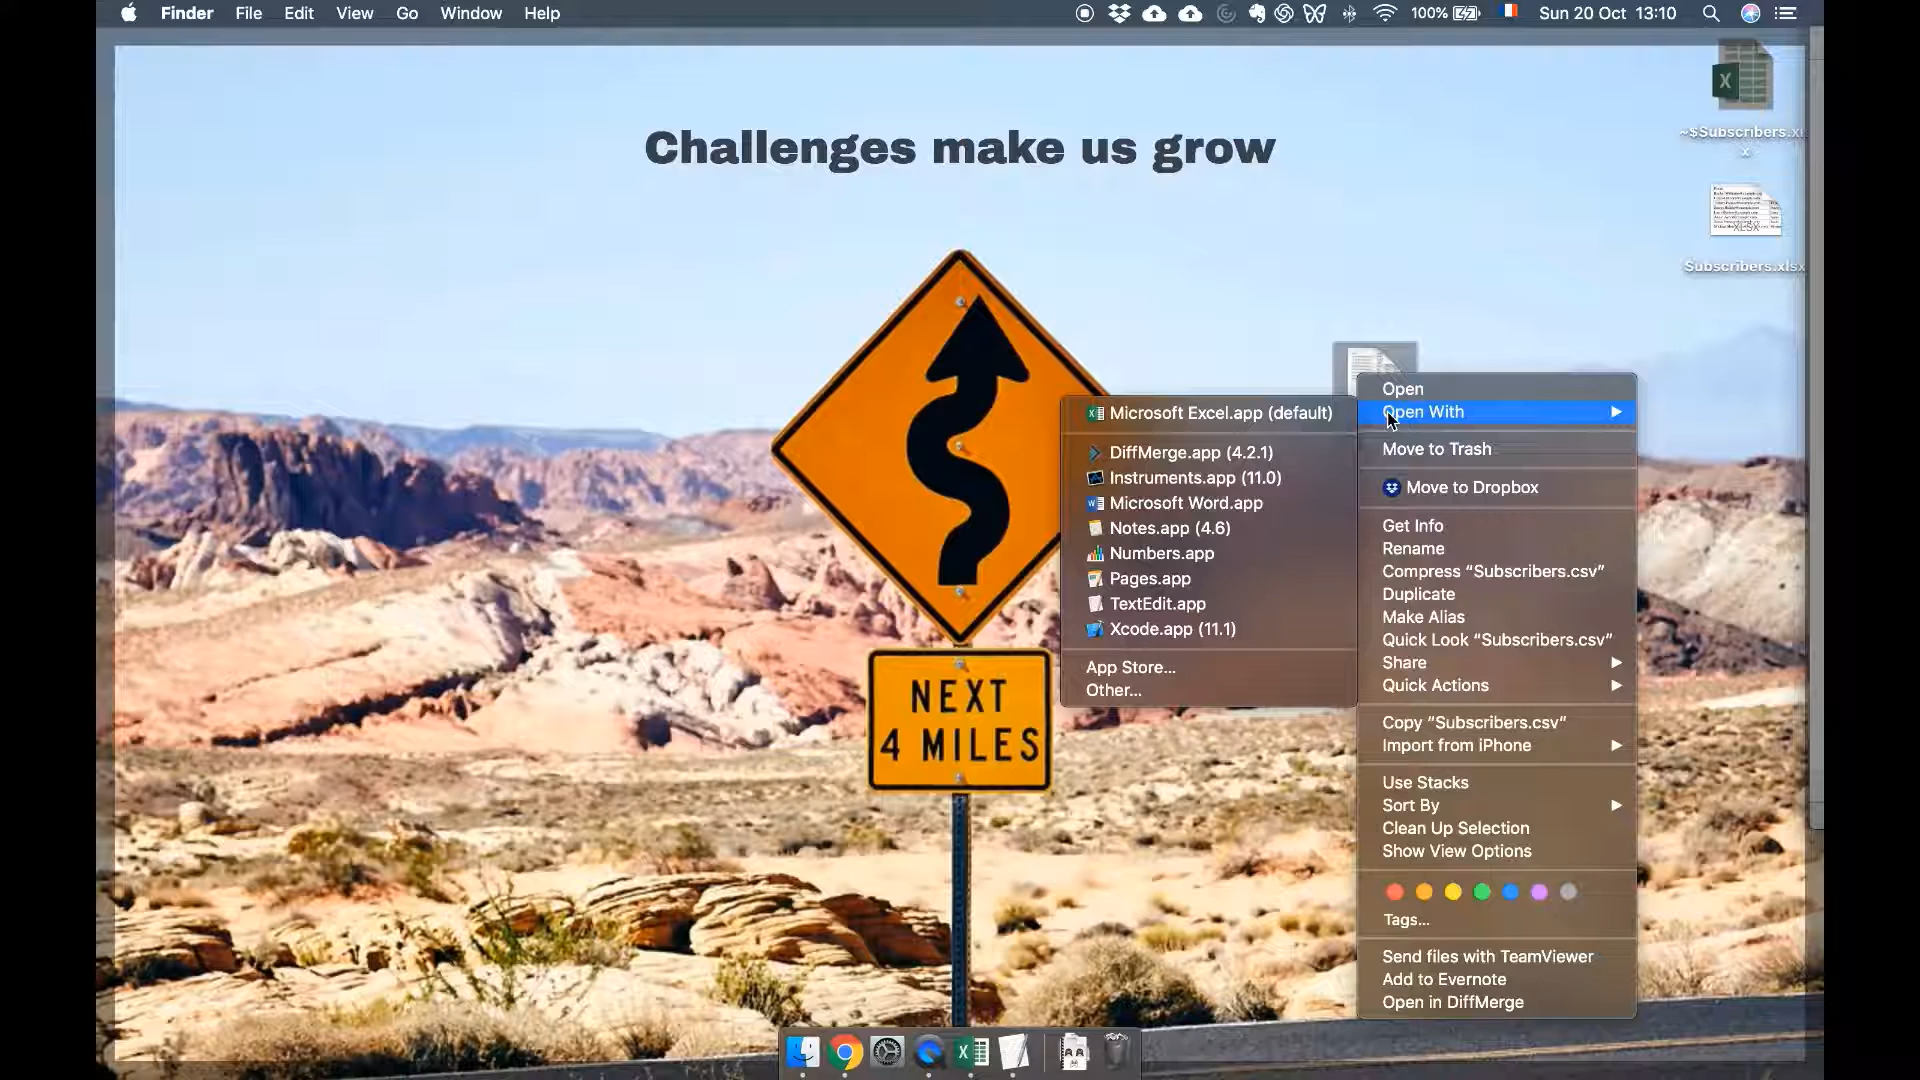 Finder File Edit View Go Window Help
100% Sun 20 Oct 13:10
Challenges make us grow
~$Subscribers.xl
x
XLSX
Subscribers.xlsx
NEXT
4 MILES
Microsoft Excel.app (default)
DiffMerge.app (4.2.1)
Instruments.app (11.0)
Microsoft Word.app
Notes.app (4.6)
Numbers.app
Pages.app
TextEdit.app
Xcode.app (11.1)
App Store...
Other...
Open
Open With
Move to Trash
Move to Dropbox
Get Info
Rename
Compress “Subscribers.csv”
Duplicate
Make Alias
Quick Look “Subscribers.csv”
Share
Quick Actions
Copy “Subscribers.csv”
Import from iPhone
Use Stacks
Sort By
Clean Up Selection
Show View Options
Tags...
Send files with TeamViewer
Add to Evernote
Open in DiffMerge